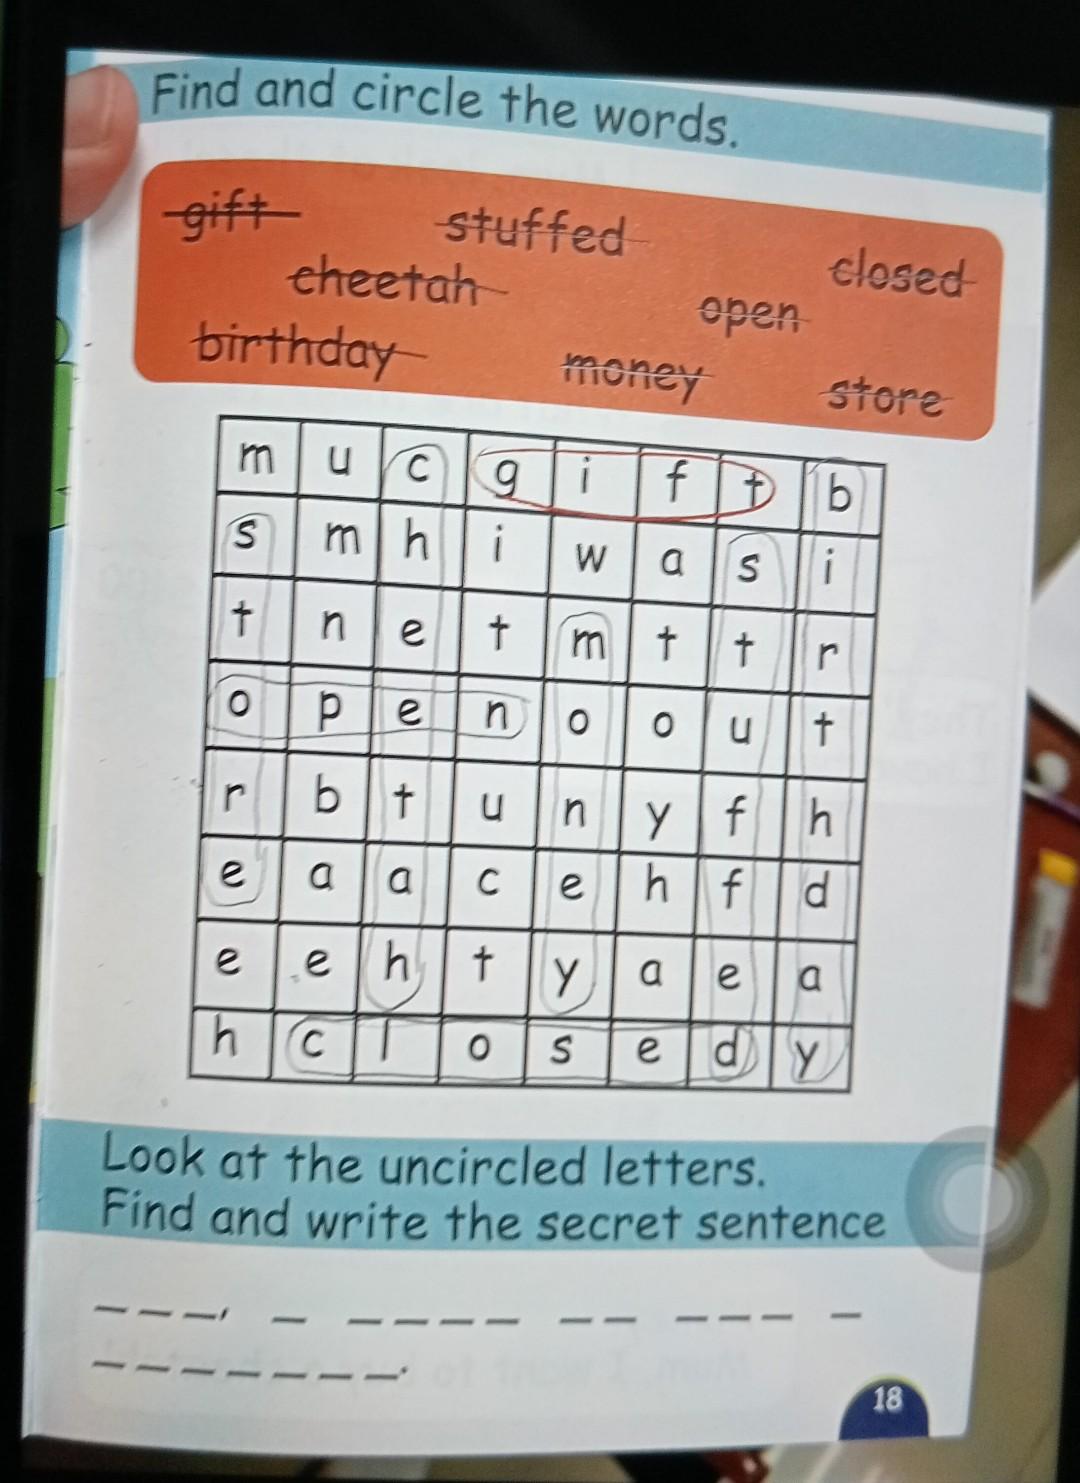 Find and circle the words.
gift stuffed closed
cheetah open
birthday money store
m u c g i f t b
s m h i w a s i
t n e t m t t r
o p e n o o u t
r b t u n y f h
e a a c e h f d
e e h t y a e a
h c l o s e d y
Look at the uncircled letters.
Find and write the secret sentence
_ _ _, _ _ _ _ _ _ _ _ _ _ _
_ _ _ _ _ _ _.
18